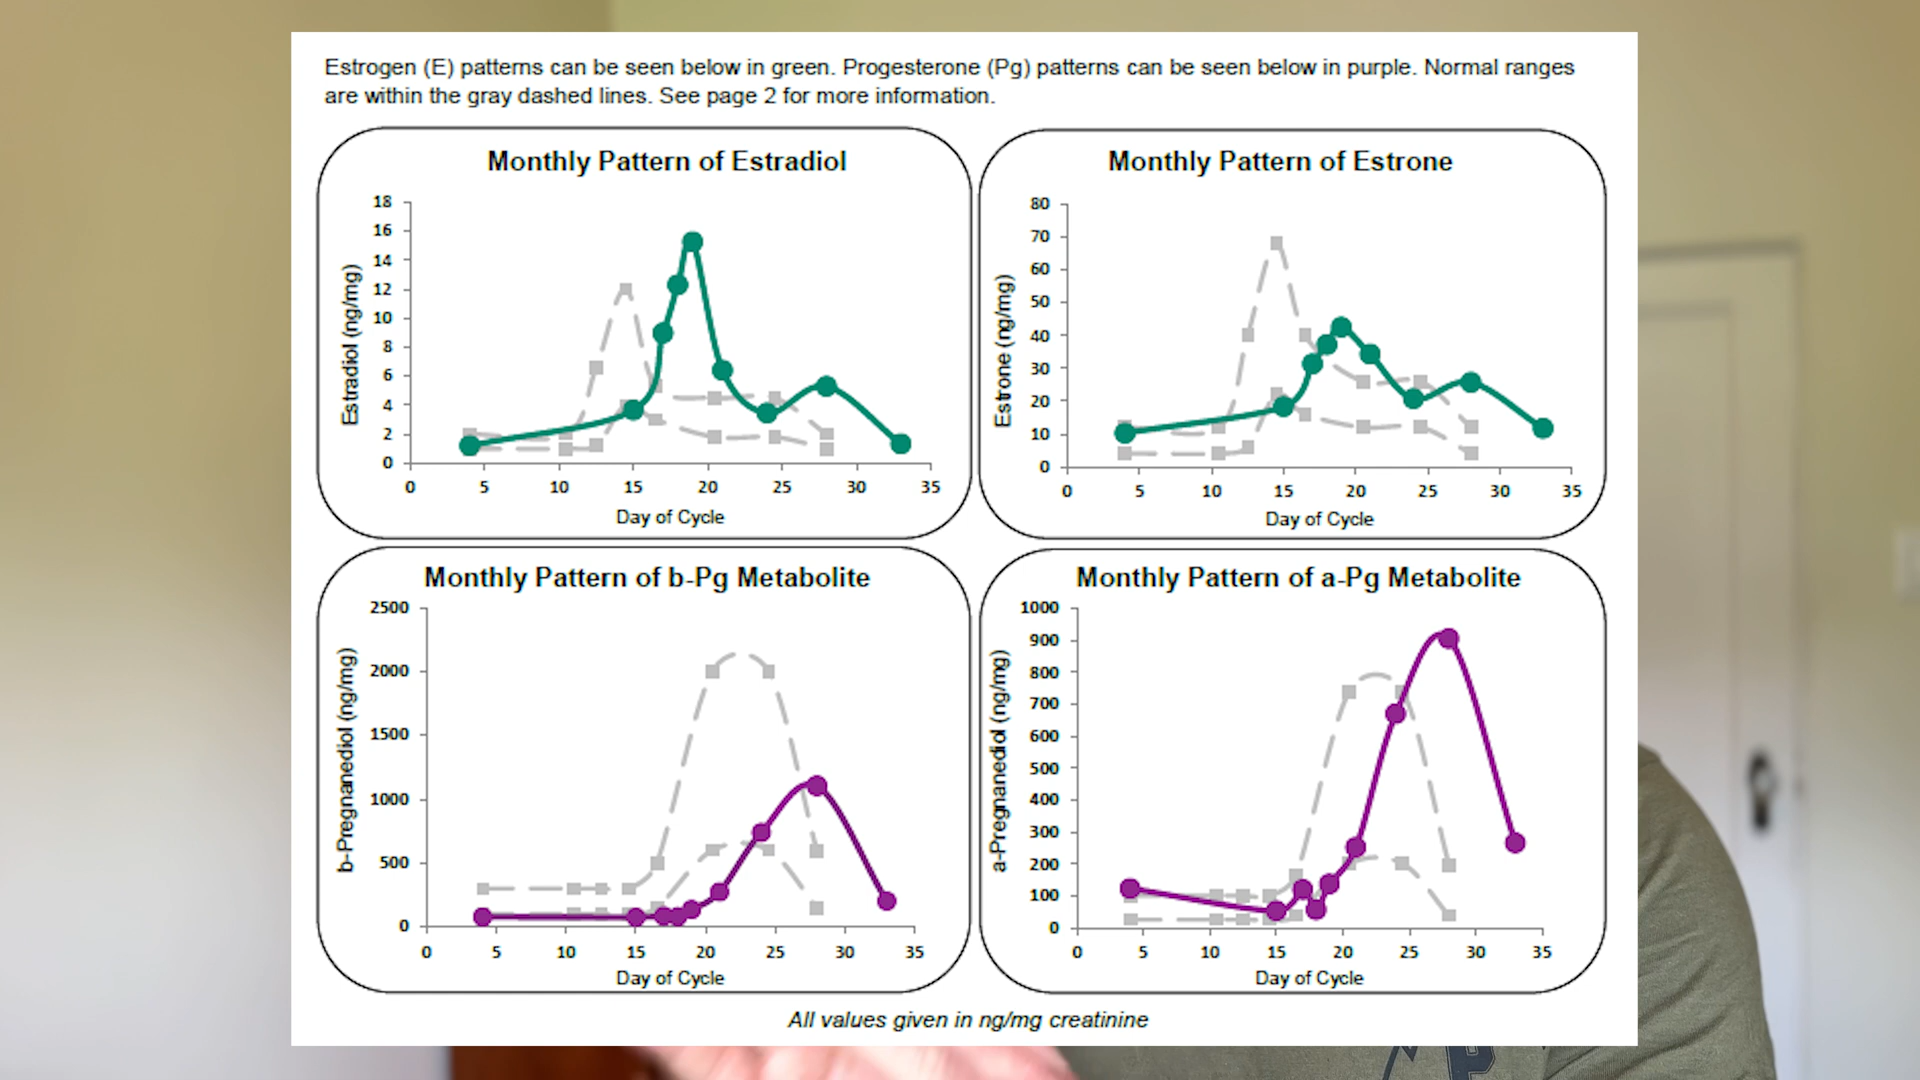 Estrogen (E) patterns can be seen below in green. Progesterone (Pg) patterns can be seen below in purple. Normal ranges
are within the gray dashed lines. See page 2 for more information.
Monthly Pattern of Estradiol
Estradiol (ng/mg)
18
16
14
12
10
8
6
4
2
0
0 5 10 15 20 25 30 35
Day of Cycle
Monthly Pattern of Estrone
Estrone (ng/mg)
80
70
60
50
40
30
20
10
0
0 5 10 15 20 25 30 35
Day of Cycle
Monthly Pattern of b-Pg Metabolite
b-Pregnanediol (ng/mg)
2500
2000
1500
1000
500
0
0 5 10 15 20 25 30 35
Day of Cycle
Monthly Pattern of a-Pg Metabolite
a-Pregnanediol (ng/mg)
1000
900
800
700
600
500
400
300
200
100
0
0 5 10 15 20 25 30 35
Day of Cycle
All values given in ng/mg creatinine